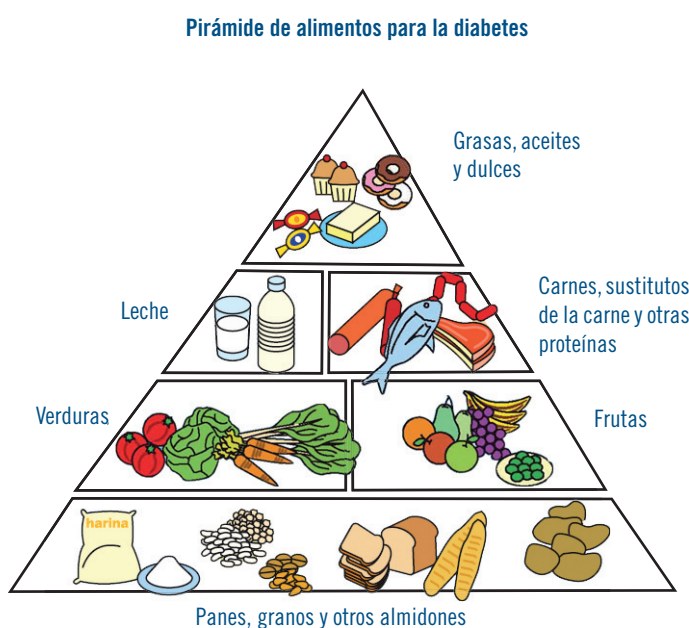 Pirámide de alimentos para la diabetes
Grasas, aceites
y dulces
Leche
Carnes, sustitutos
de la carne y otras
proteínas
Verduras
Frutas
harina
Panes, granos y otros almidones